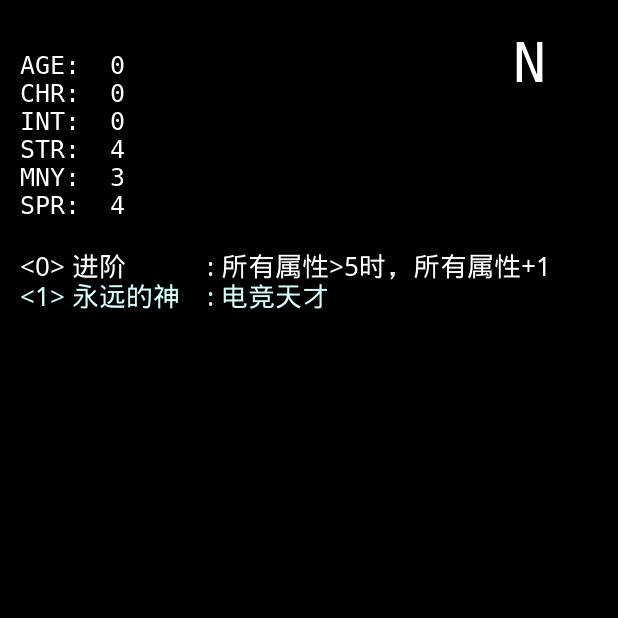 N
AGE: 0
CHR: 0
INT: 0
STR: 4
MNY: 3
SPR: 4
<0> 进阶 : 所有属性>5时，所有属性+1
<1> 永远的神 : 电竞天才